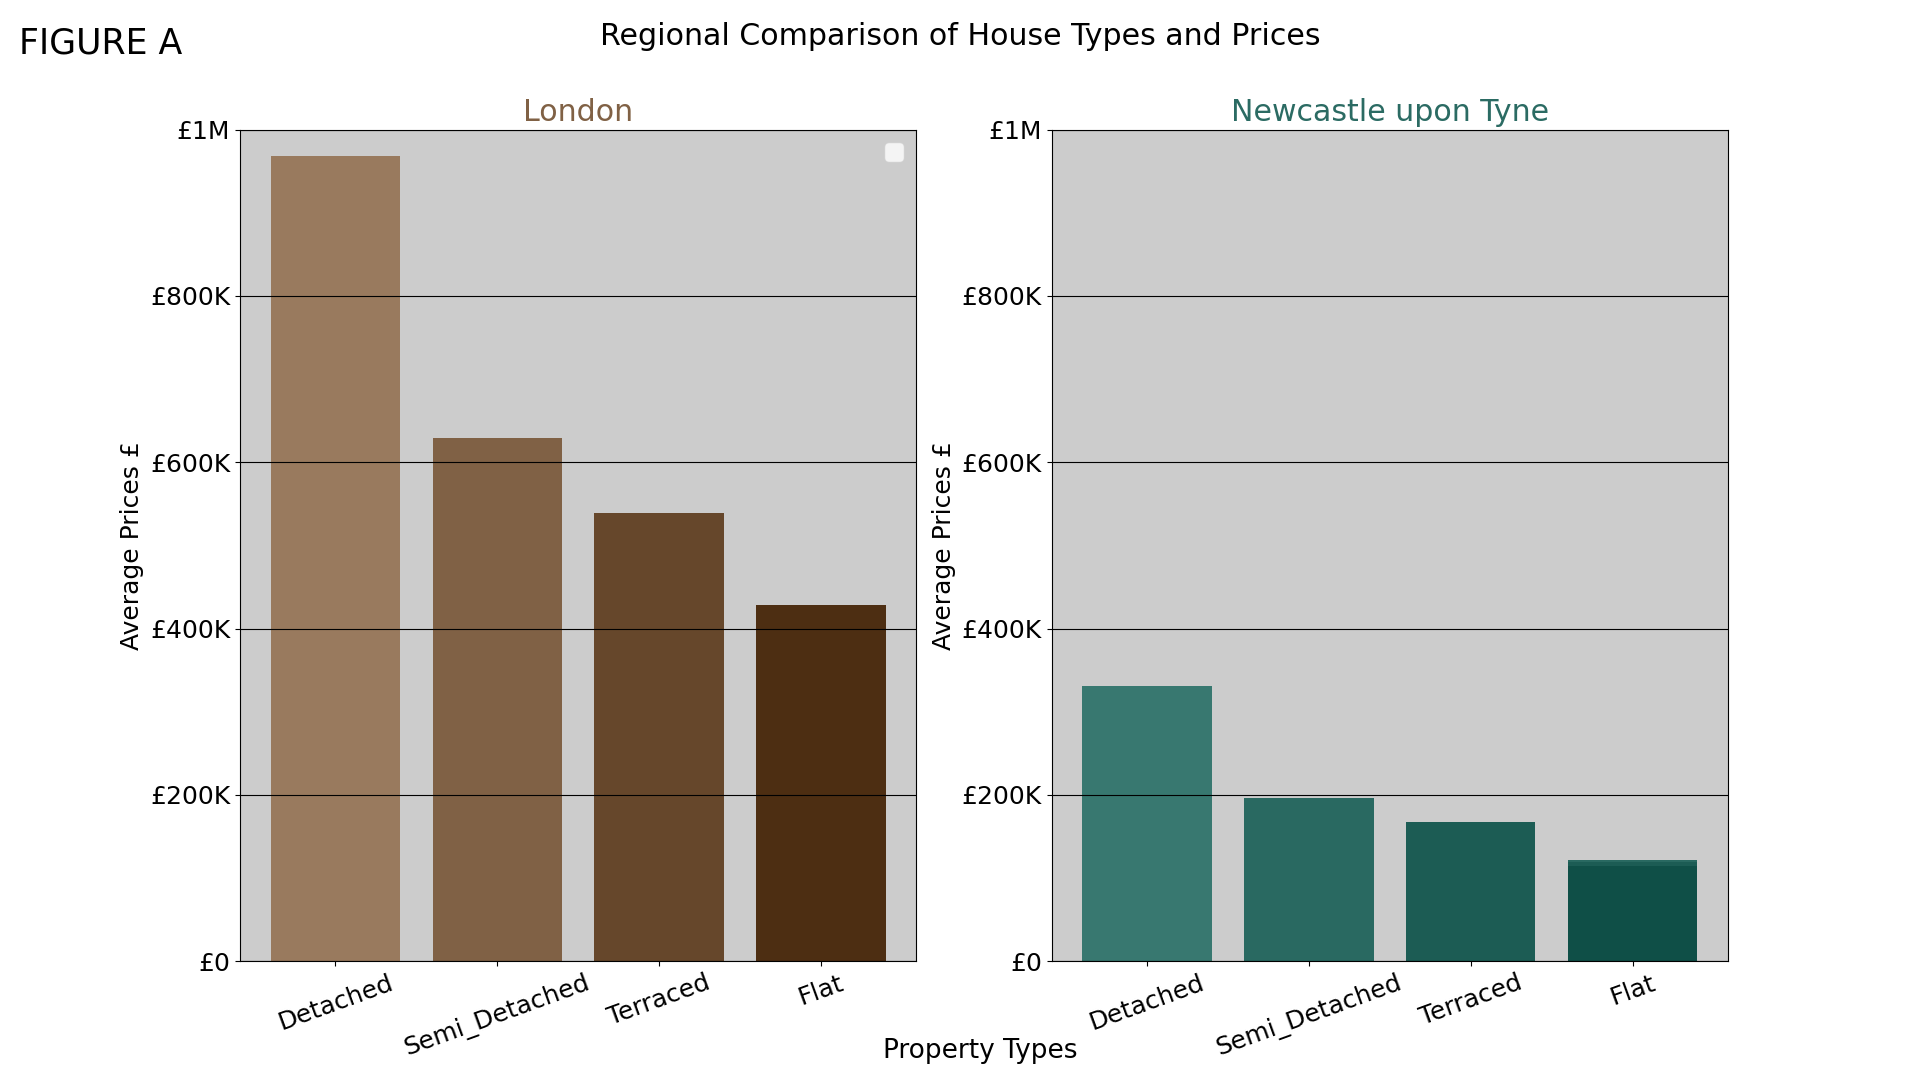 FIGURE A
Regional Comparison of House Types and Prices
London
£1M
£800K
£600K
£400K
£200K
£0
Average Prices £
Detached
Semi_Detached
Terraced
Flat
Newcastle upon Tyne
£1M
£800K
£600K
£400K
£200K
£0
Average Prices £
Detached
Semi_Detached
Terraced
Flat
Property Types